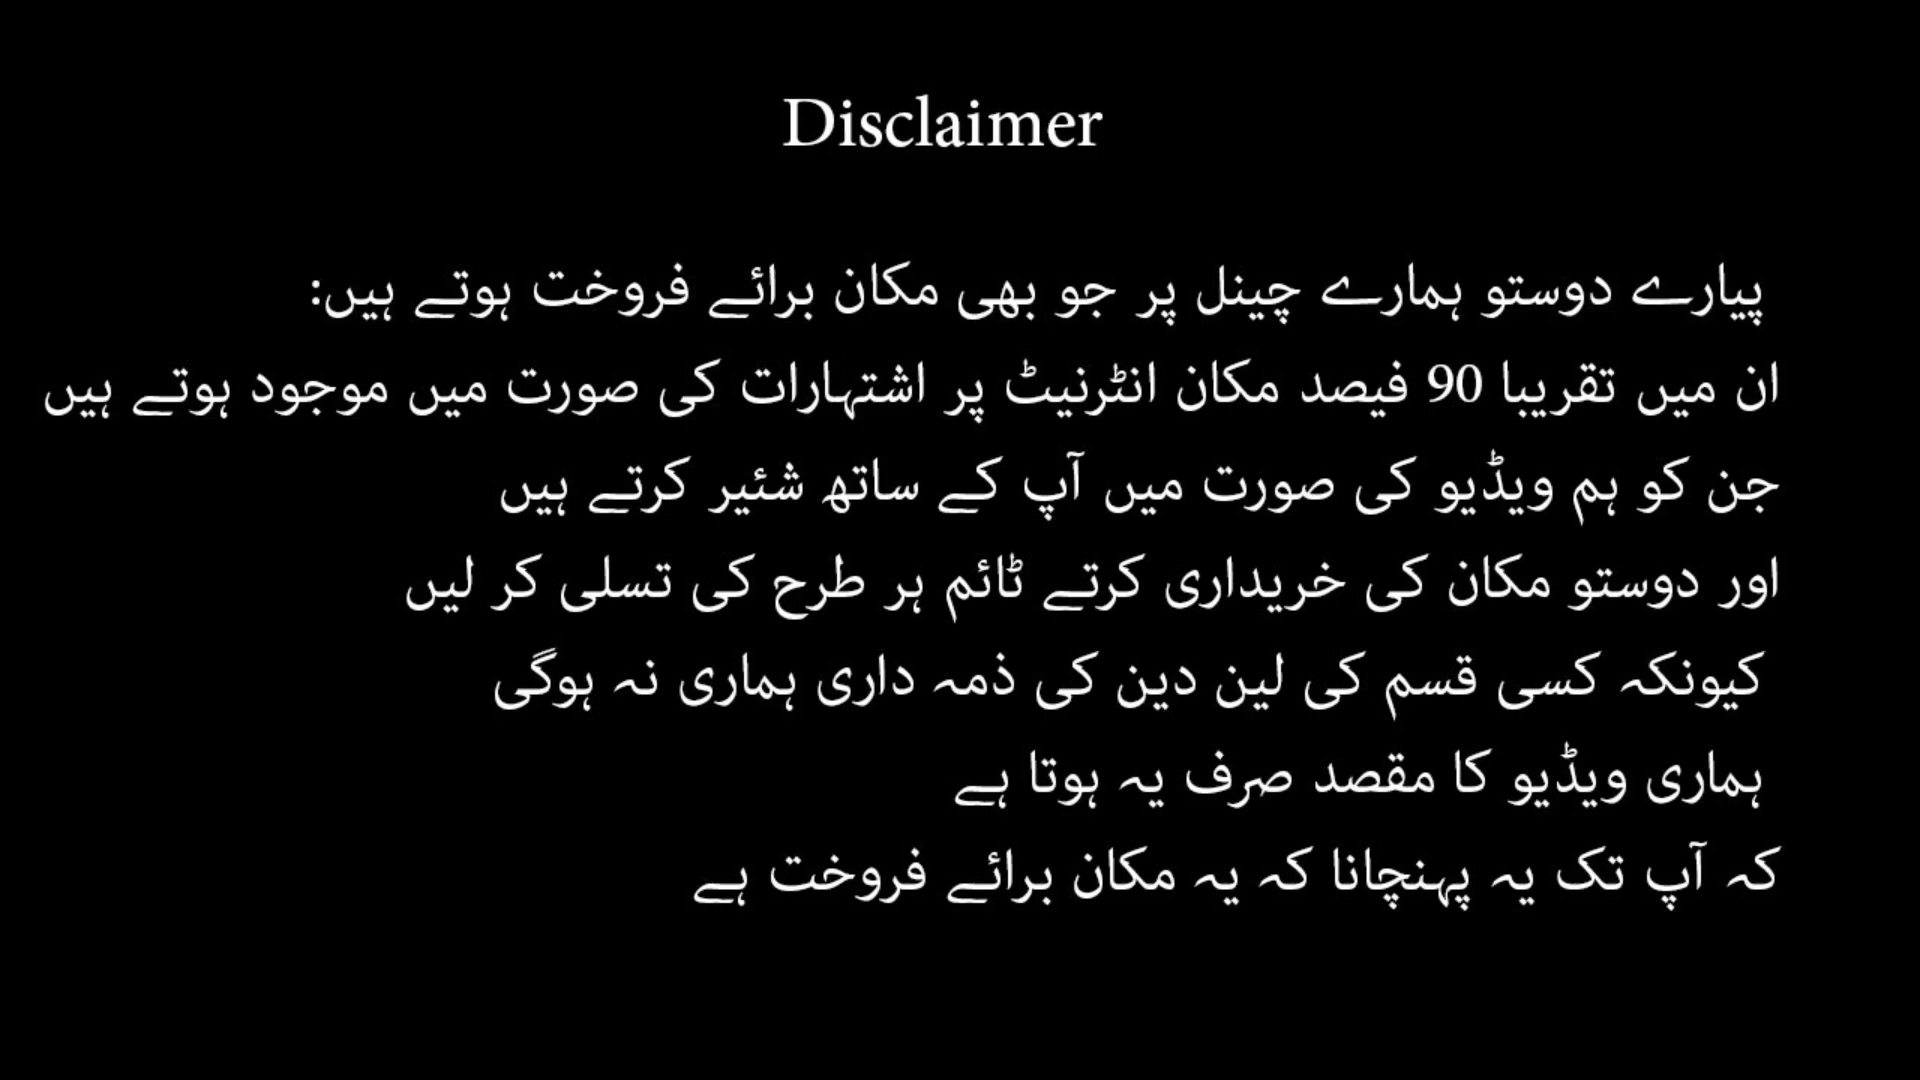 Disclaimer
پیارے دوستو ہمارے چینل پر جو بھی مکان برائے فروخت ہوتے ہیں:
ان میں تقریبا 90 فیصد مکان انٹرنیٹ پر اشتہارات کی صورت میں موجود ہوتے ہیں
جن کو ہم ویڈیو کی صورت میں آپ کے ساتھ شئیر کرتے ہیں
اور دوستو مکان کی خریداری کرتے ٹائم ہر طرح کی تسلی کر لیں
کیونکہ کسی قسم کی لین دین کی ذمہ داری ہماری نہ ہوگی
ہماری ویڈیو کا مقصد صرف یہ ہوتا ہے
کہ آپ تک یہ پہنچانا کہ یہ مکان برائے فروخت ہے